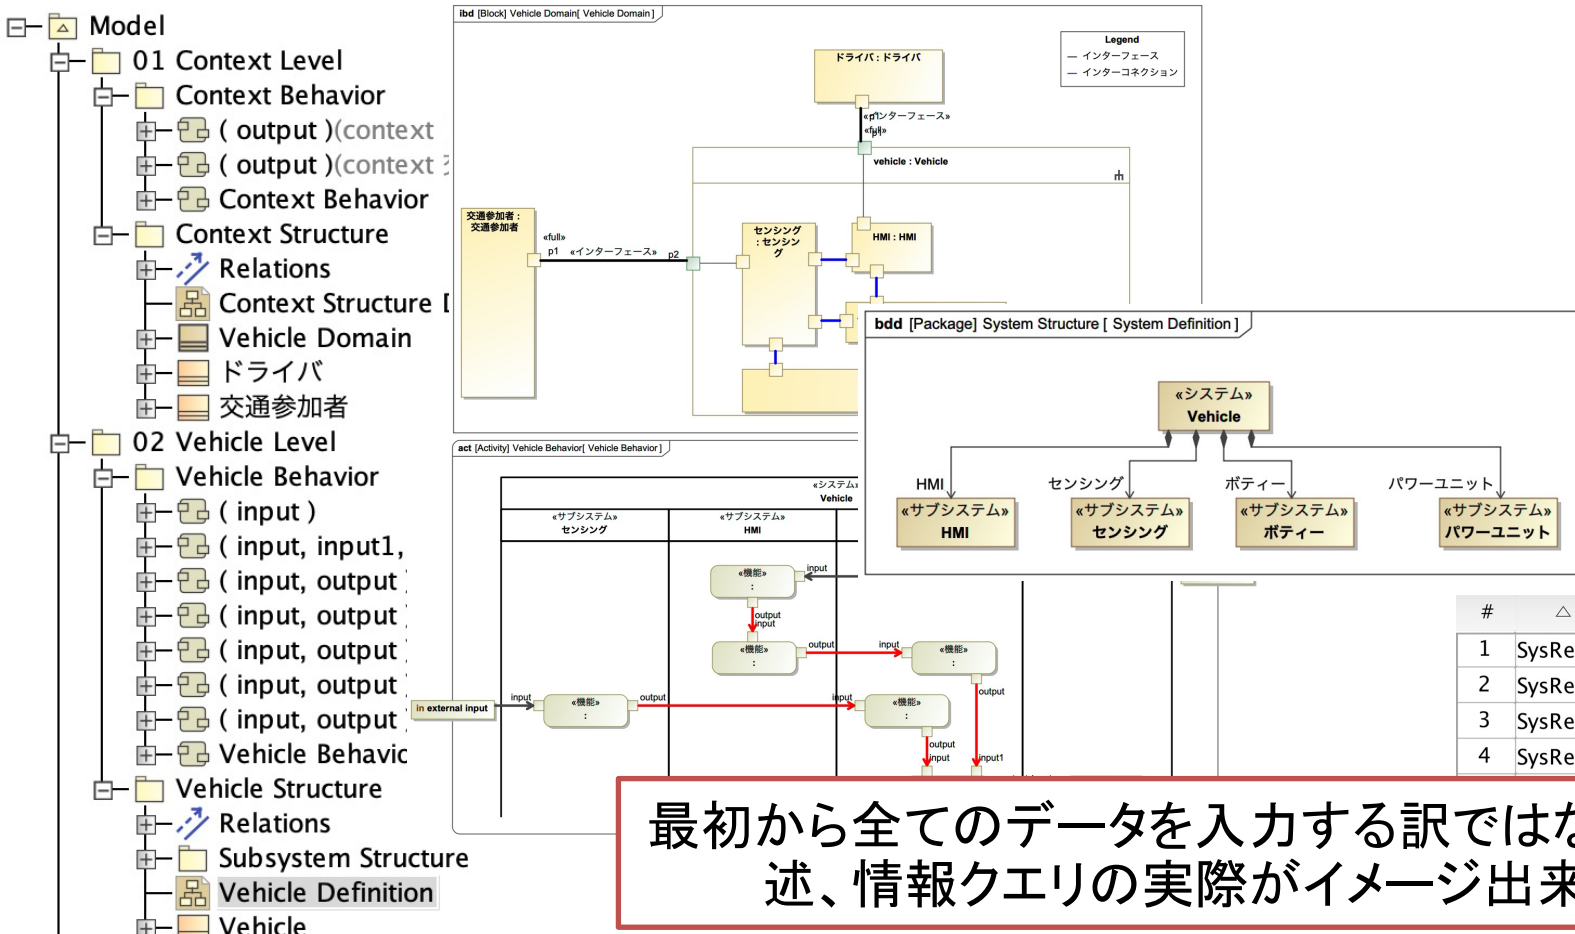 Model
01 Context Level
Context Behavior
( output )(context
( output )(context
Context Behavior
Context Structure
Relations
Context Structure
Vehicle Domain
ドライバ
交通参加者
02 Vehicle Level
Vehicle Behavior
( input )
( input, input1,
( input, output
( input, output
( input, output
( input, output
( input, output
Vehicle Behavio
Vehicle Structure
Relations
Subsystem Structure
Vehicle Definition
Vehicle
ibd [Block] Vehicle Domain[ Vehicle Domain ]
Legend
インターフェース
インターコネクション
ドライバ : ドライバ
p1
«インターフェース»
«full»
p1
vehicle : Vehicle
交通参加者 :
交通参加者
«full»
p1 «インターフェース» p2
センシング
: センシン
グ
HMI : HMI
bdd [Package] System Structure [ System Definition ]
«システム»
Vehicle
HMI
センシング
ボティー
パワーユニット
«サブシステム»
HMI
«サブシステム»
センシング
«サブシステム»
ボティー
«サブシステム»
パワーユニット
act [Activity] Vehicle Behavior[ Vehicle Behavior ]
«システム»
Vehicle
«サブシステム»
センシング
«サブシステム»
HMI
«機能»
:
input
output
input
«機能»
:
output
input
«機能»
:
output
in external input
input
«機能»
:
output
input
«機能»
:
output
input
input1
#
1 SysRe
2 SysRe
3 SysRe
4 SysRe
最初から全てのデータを入力する訳ではな
述、情報クエリの実際がイメージ出来